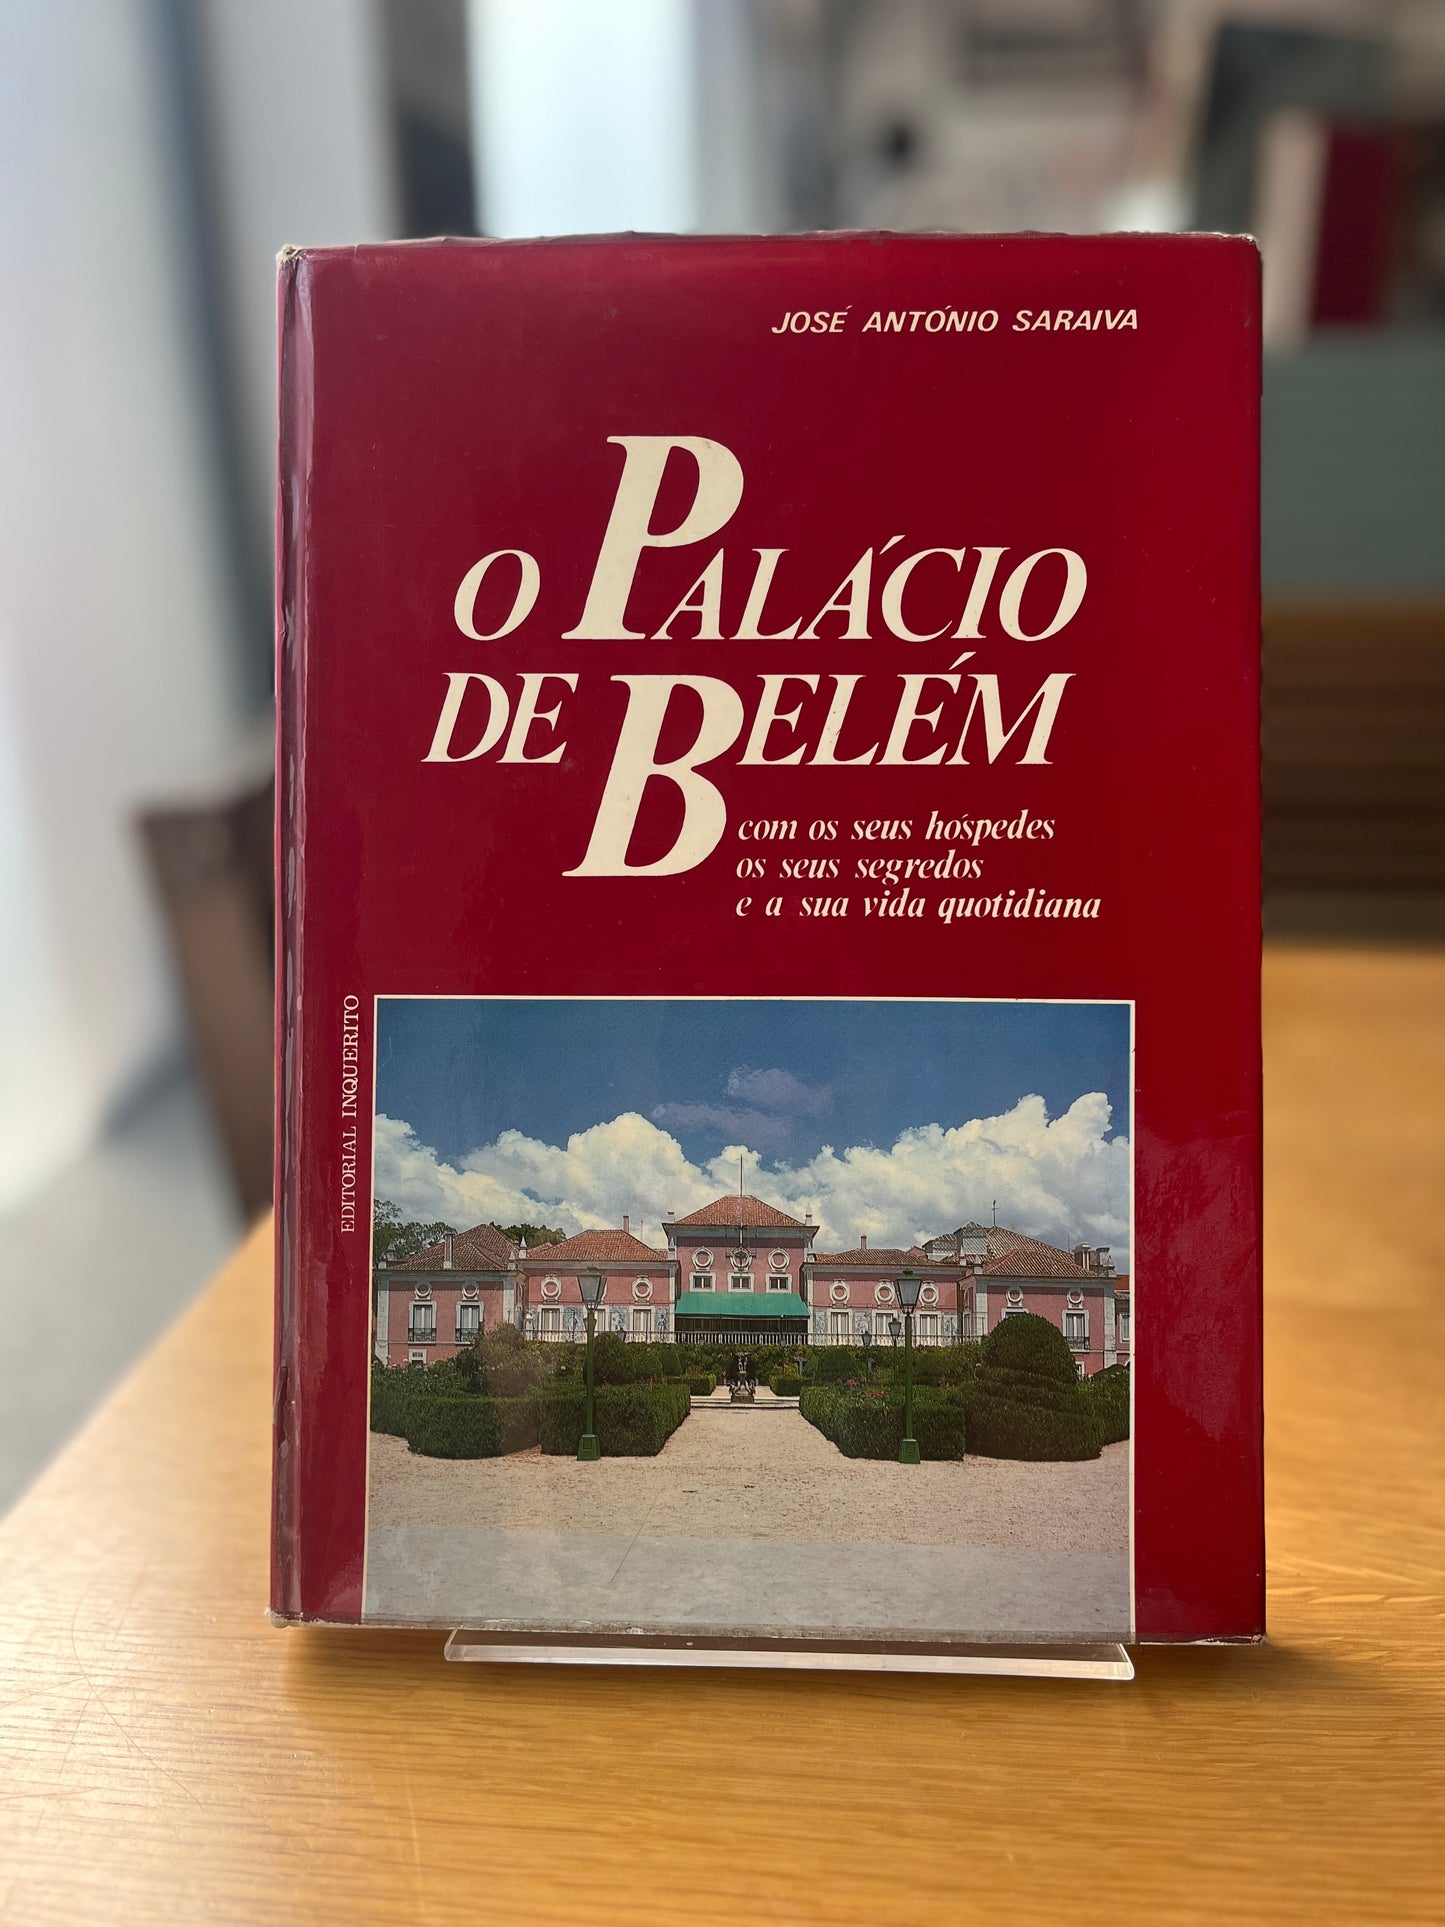 JOSÉ ANTÓNIO SARAIVA
O PALÁCIO
DE BELÉM
com os seus hóspedes
os seus segredos
e a sua vida quotidiana
EDITORIAL INQUERITO